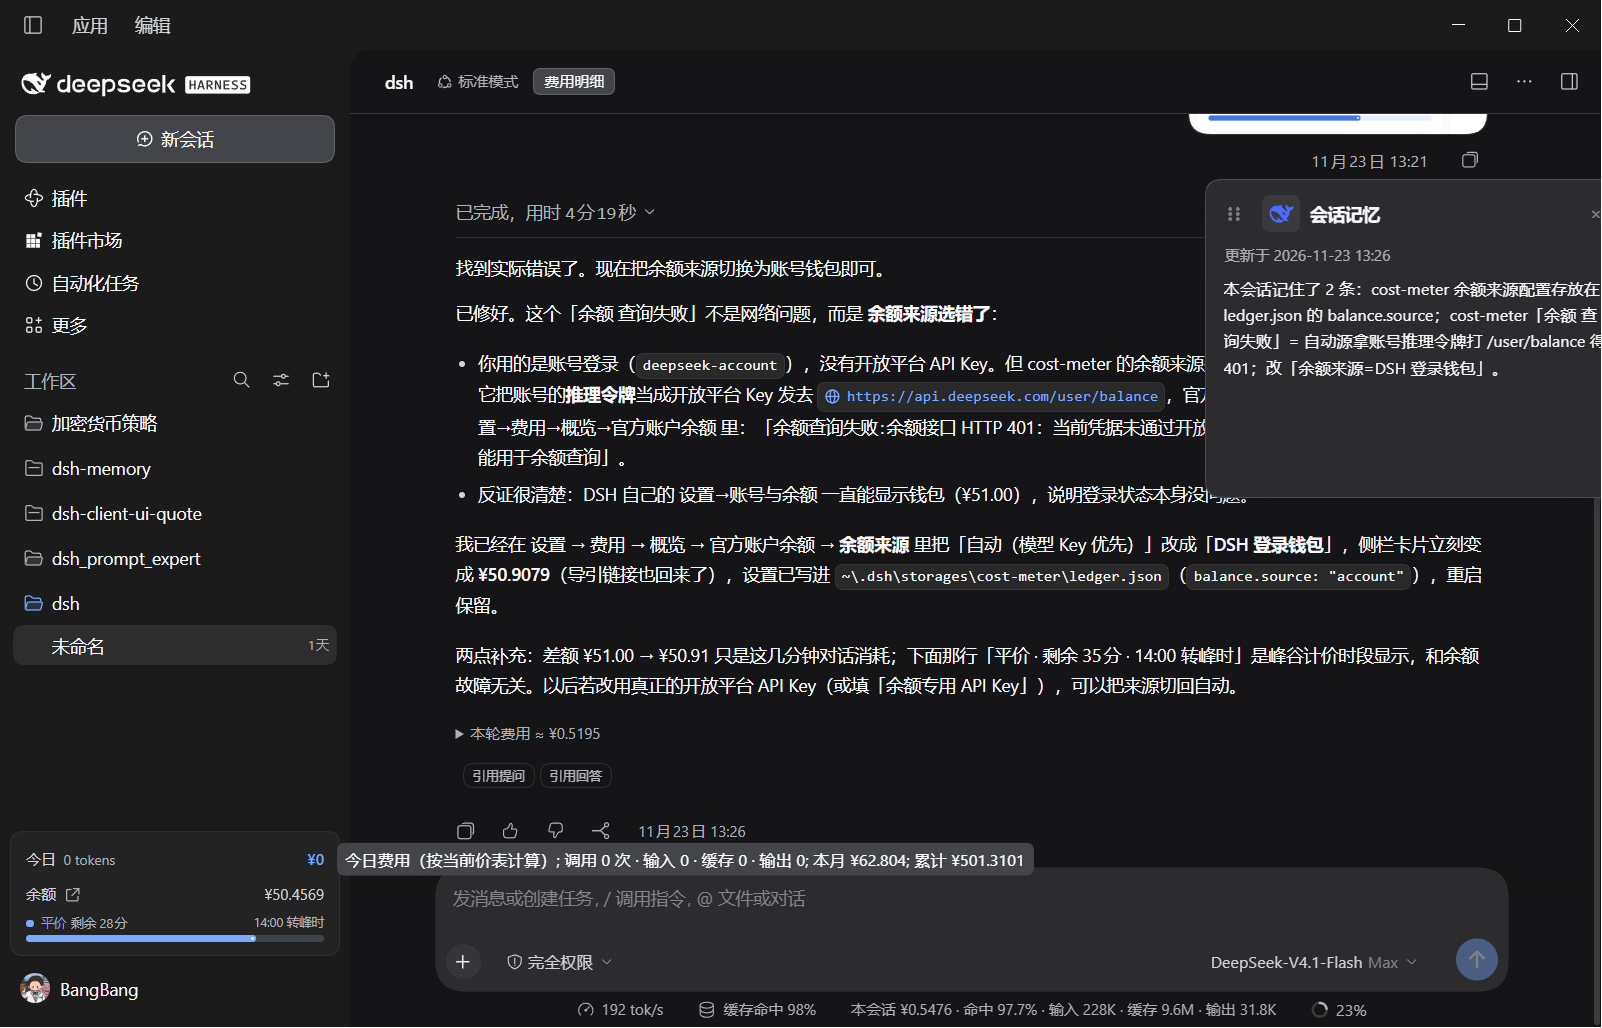 应用 编辑
deepseek HARNESS
新会话
插件
插件市场
自动化任务
更多
工作区
加密货币策略
dsh-memory
dsh-client-ui-quote
dsh_prompt_expert
dsh
未命名 1天
今日 0 tokens ¥0
余额 ¥50.4569
平价 剩余 28分 14:00 转峰时
BangBang
dsh 标准模式 费用明细
11月23日 13:21
已完成，用时 4分19秒
找到实际错误了。现在把余额来源切换为账号钱包即可。
已修好。这个「余额 查询失败」不是网络问题，而是 余额来源选错了：
你用的是账号登录（deepseek-account），没有开放平台 API Key。但 cost-meter 的余额来源
它把账号的推理令牌当成开放平台 Key 发去 https://api.deepseek.com/user/balance，官
置→费用→概览→官方账户余额 里：「余额查询失败:余额接口 HTTP 401：当前凭据未通过开放
能用于余额查询」。
反证很清楚：DSH 自己的 设置→账号与余额 一直能显示钱包（¥51.00），说明登录状态本身没问题。
我已经在 设置 → 费用 → 概览 → 官方账户余额 → 余额来源 里把「自动（模型 Key 优先）」改成「DSH 登录钱包」，侧栏卡片立刻变
成 ¥50.9079（导引链接也回来了），设置已写进 ~\.dsh\storages\cost-meter\ledger.json（balance.source: "account"），重启
保留。
两点补充：差额 ¥51.00 → ¥50.91 只是这几分钟对话消耗；下面那行「平价 · 剩余 35分 · 14:00 转峰时」是峰谷计价时段显示，和余额
故障无关。以后若改用真正的开放平台 API Key（或填「余额专用 API Key」），可以把来源切回自动。
本轮费用 ≈ ¥0.5195
引用提问 引用回答
11月23日 13:26
今日费用（按当前价表计算）; 调用 0 次 · 输入 0 · 缓存 0 · 输出 0; 本月 ¥62.804; 累计 ¥501.3101
发消息或创建任务, / 调用指令, @ 文件或对话
完全权限
DeepSeek-V4.1-Flash Max
192 tok/s 缓存命中 98% 本会话 ¥0.5476 · 命中 97.7% · 输入 228K · 缓存 9.6M · 输出 31.8K 23%
会话记忆
更新于 2026-11-23 13:26
本会话记住了 2 条：cost-meter 余额来源配置存放在
ledger.json 的 balance.source；cost-meter「余额 查
询失败」= 自动源拿账号推理令牌打 /user/balance 得
401；改「余额来源=DSH 登录钱包」。